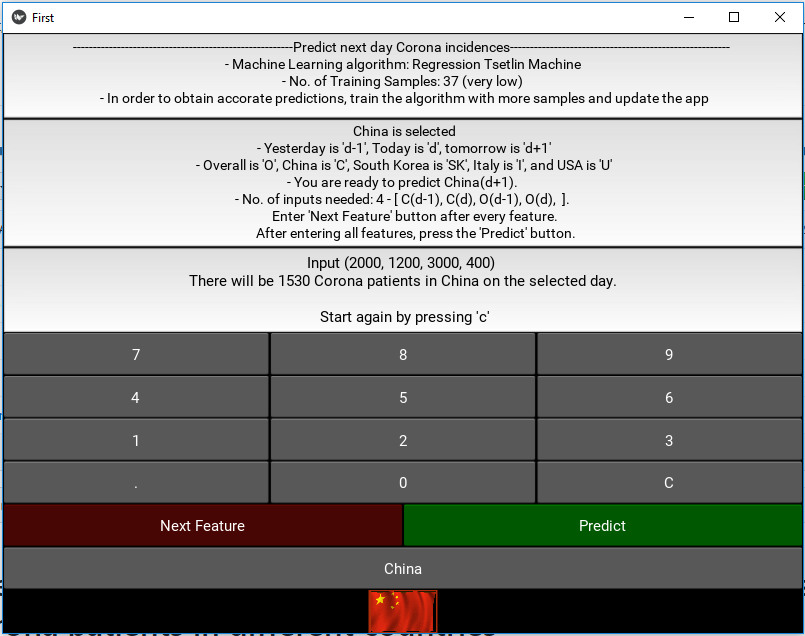 First
----------------------------------------------------Predict next day Corona incidences----------------------------------------------------
- Machine Learning algorithm: Regression Tsetlin Machine
- No. of Training Samples: 37 (very low)
- In order to obtain accorate predictions, train the algorithm with more samples and update the app
China is selected
- Yesterday is 'd-1', Today is 'd', tomorrow is 'd+1'
- Overall is 'O', China is 'C', South Korea is 'SK', Italy is 'I', and USA is 'U'
- You are ready to predict China(d+1).
- No. of inputs needed: 4 - [ C(d-1), C(d), O(d-1), O(d),  ].
Enter 'Next Feature' button after every feature.
After entering all features, press the 'Predict' button.
Input (2000, 1200, 3000, 400)
There will be 1530 Corona patients in China on the selected day.
Start again by pressing 'c'
7 8 9
4 5 6
1 2 3
. 0 C
Next Feature Predict
China